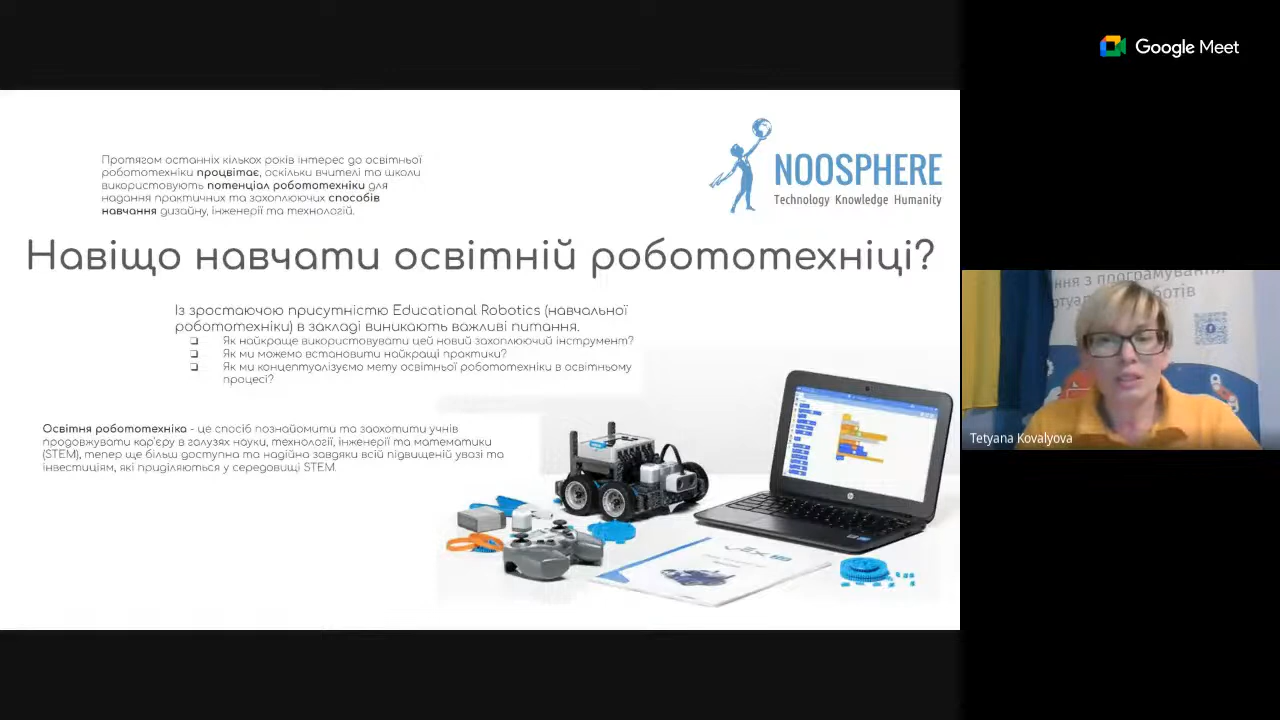 Google Meet
Протягом останніх кількох років інтерес до освітньої
робототехніки процвітає, оскільки вчителі та школи
використовують потенціал робототехніки для
надання практичних та захоплюючих способів
навчання дизайну, інженерії та технологій.
NOOSPHERE
Technology Knowledge Humanity
Навіщо навчати освітній робототехніці?
Із зростаючою присутністю Educational Robotics (навчальної
робототехніки) в закладі виникають важливі питання.
Як найкраще використовувати цей новий захоплюючий інструмент?
Як ми можемо встановити найкращі практики?
Як ми концептуалізуємо мету освітньої робототехніки в освітньому
процесі?
Освітня робототехніка - це спосіб познайомити та заохотити учнів
продовжувати кар'єру в галузях науки, технології, інженерії та математики
(STEM), тепер ще більш доступна та надійна завдяки всій підвищеній увазі та
інвестиціям, які приділяються у середовищі STEM.
VEX IQ
hp
з програмування
Tetyana Kovalyova